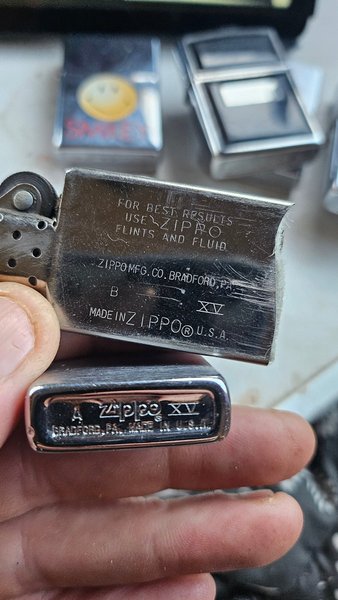 SMILEY
FOR BEST RESULTS
USE ZIPPO
FLINTS AND FLUID
ZIPPO MFG. CO. BRADFORD, PA.
B XV
MADE IN ZIPPO ® U.S.A.
A Zippo XV
BRADFORD, PA. MADE IN U.S.A.